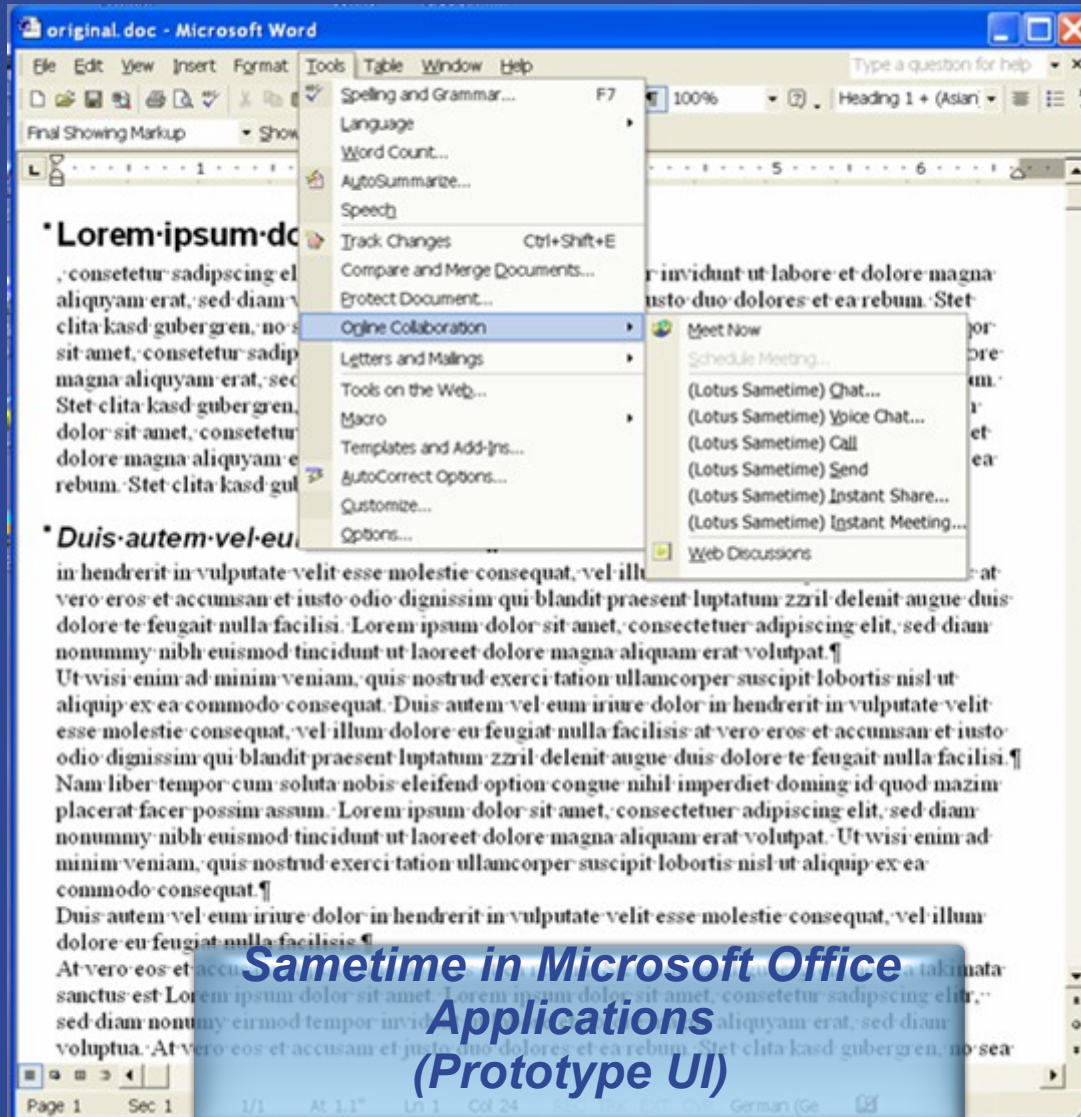 original.doc - Microsoft Word
File Edit View Insert Format Tools Table Window Help Type a question for help
100% Heading 1 + (Asian)
Final Showing Markup Show
1 5 6
Spelling and Grammar... F7
Language
Word Count...
AutoSummarize...
Speech
Track Changes Ctrl+Shift+E
Compare and Merge Documents...
Protect Document...
Online Collaboration
Letters and Mailings
Tools on the Web...
Macro
Templates and Add-Ins...
AutoCorrect Options...
Customize...
Options...
Meet Now
Schedule Meeting...
(Lotus Sametime) Chat...
(Lotus Sametime) Voice Chat...
(Lotus Sametime) Call
(Lotus Sametime) Send
(Lotus Sametime) Instant Share...
(Lotus Sametime) Instant Meeting...
Web Discussions
Lorem·ipsum·do
,·consetetur·sadipscing·el r·invidunt·ut·labore·et·dolore·magna·
aliquyam·erat,·sed·diam·v usto·duo·dolores·et·ea·rebum.·Stet·
clita·kasd·gubergren,·no·s or·
sit·amet,·consetetur·sadip ore·
magna·aliquyam·erat,·sed um.·
Stet·clita·kasd·gubergren,
dolor·sit·amet,·consetetur et·
dolore·magna·aliquyam·e ea·
rebum.·Stet·clita·kasd·gub
Duis·autem·vel·eu
in·hendrerit·in·vulputate·velit·esse·molestie·consequat,·vel·ill at·
vero·eros·et·accumsan·et·iusto·odio·dignissim·qui·blandit·praesent·luptatum·zzril·delenit·augue·duis·
dolore·te·feugait·nulla·facilisi.·Lorem·ipsum·dolor·sit·amet,·consectetuer·adipiscing·elit,·sed·diam·
nonummy·nibh·euismod·tincidunt·ut·laoreet·dolore·magna·aliquam·erat·volutpat.¶
Ut·wisi·enim·ad·minim·veniam,·quis·nostrud·exerci·tation·ullamcorper·suscipit·lobortis·nisl·ut·
aliquip·ex·ea·commodo·consequat.·Duis·autem·vel·eum·iriure·dolor·in·hendrerit·in·vulputate·velit·
esse·molestie·consequat,·vel·illum·dolore·eu·feugiat·nulla·facilisis·at·vero·eros·et·accumsan·et·iusto·
odio·dignissim·qui·blandit·praesent·luptatum·zzril·delenit·augue·duis·dolore·te·feugait·nulla·facilisi.¶
Nam·liber·tempor·cum·soluta·nobis·eleifend·option·congue·nihil·imperdiet·doming·id·quod·mazim·
placerat·facer·possim·assum.·Lorem·ipsum·dolor·sit·amet,·consectetuer·adipiscing·elit,·sed·diam·
nonummy·nibh·euismod·tincidunt·ut·laoreet·dolore·magna·aliquam·erat·volutpat.·Ut·wisi·enim·ad·
minim·veniam,·quis·nostrud·exerci·tation·ullamcorper·suscipit·lobortis·nisl·ut·aliquip·ex·ea·
commodo·consequat.¶
Duis·autem·vel·eum·iriure·dolor·in·hendrerit·in·vulputate·velit·esse·molestie·consequat,·vel·illum·
dolore·eu·feugiat·nulla·facilisis.¶
At·vero·eos·et·accu takimata·
sanctus·est·Lorem·ipsum·dolor·sit·amet.·Lorem·ipsum·dolor·sit·amet,·consetetur·sadipscing·elitr,··
sed·diam·nonumy·eirmod·tempor·invid aliquyam·erat,·sed·diam·
voluptua.·At·vero·eos·et·accusam·et·justo·duo·dolores·et·ea·rebum.·Stet·clita·kasd·gubergren,·no·sea·
Sametime in Microsoft Office
Applications
(Prototype UI)
Page 1 Sec 1 1/1 At 1.1" Ln 1 Col 24 REC TRK EXT OVR German (Ge